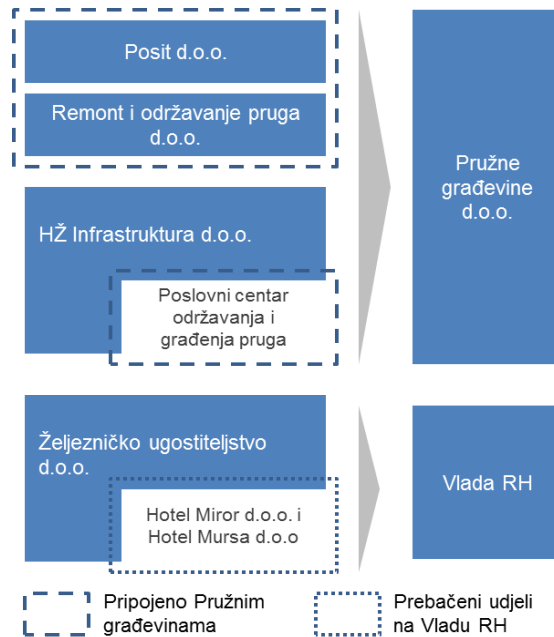 Posit d.o.o.
Remont i održavanje pruga
d.o.o.
HŽ Infrastruktura d.o.o.
Poslovni centar
održavanja i
građenja pruga
Pružne
građevine
d.o.o.
Željezničko ugostiteljstvo
d.o.o.
Hotel Miror d.o.o. i
Hotel Mursa d.o.o
Vlada RH
Pripojeno Pružnim
građevinama
Prebačeni udjeli
na Vladu RH